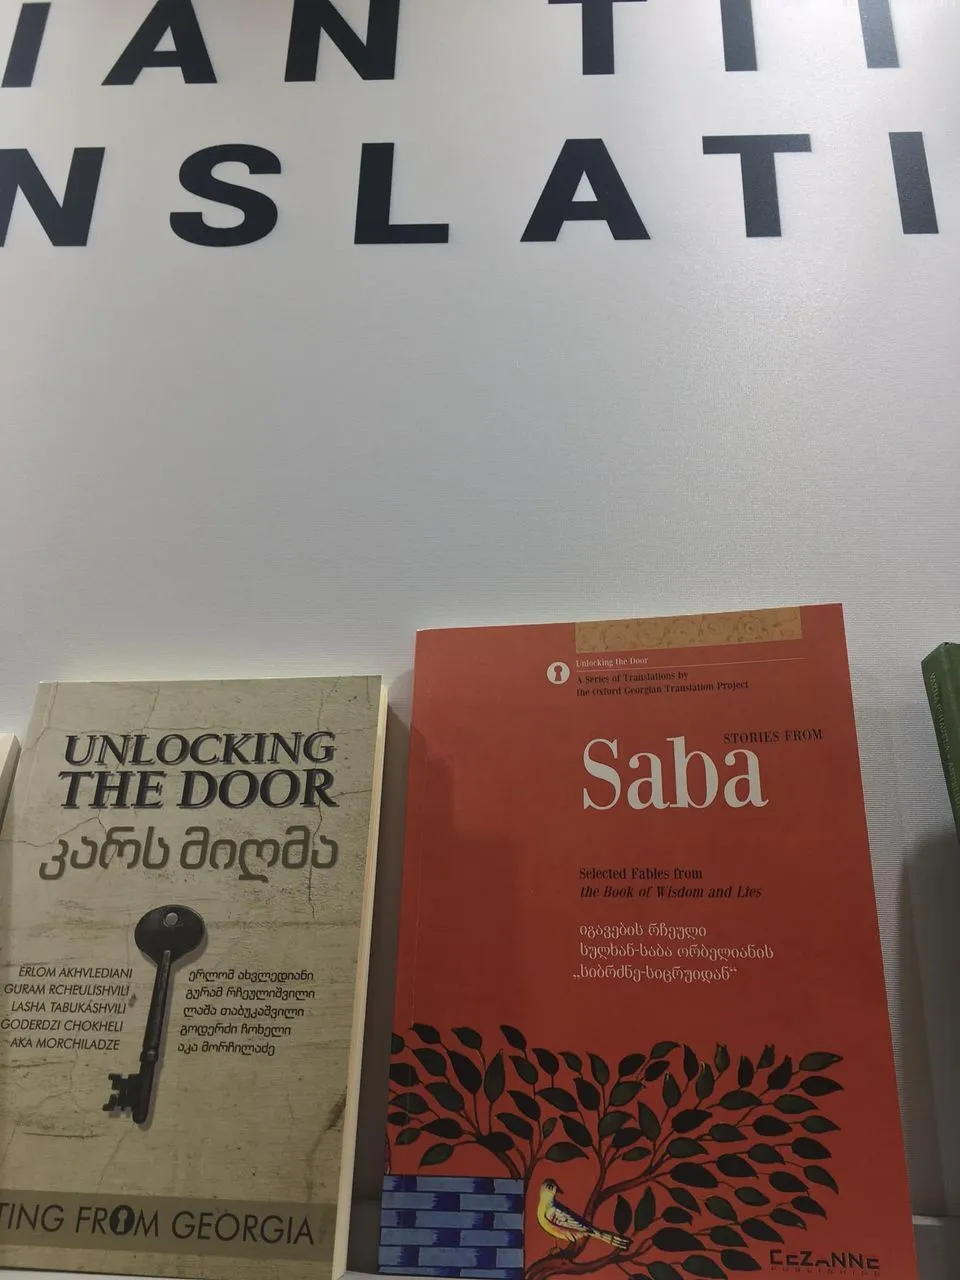 IAN TI
NSLATI
UNLOCKING
THE DOOR
კარს მიღმა
ERLOM AKHVLEDIANI
GURAM RCHEULISHVILI
LASHA TABUKASHVILI
GODERDZI CHOKHELI
AKA MORCHILADZE
ერლომ ახვლედიანი
გურამ რჩეულიშვილი
ლაშა თაბუკაშვილი
გოდერძი ჩოხელი
აკა მორჩილაძე
TING FROM GEORGIA
Unlocking the Door
A Series of Translations by
the Oxford Georgian Translation Project
STORIES FROM
Saba
Selected Fables from
the Book of Wisdom and Lies
იგავების რჩეული
სულხან-საბა ორბელიანის
„სიბრძნე-სიცრუიდან“
CEZANNE
PUBLISHING